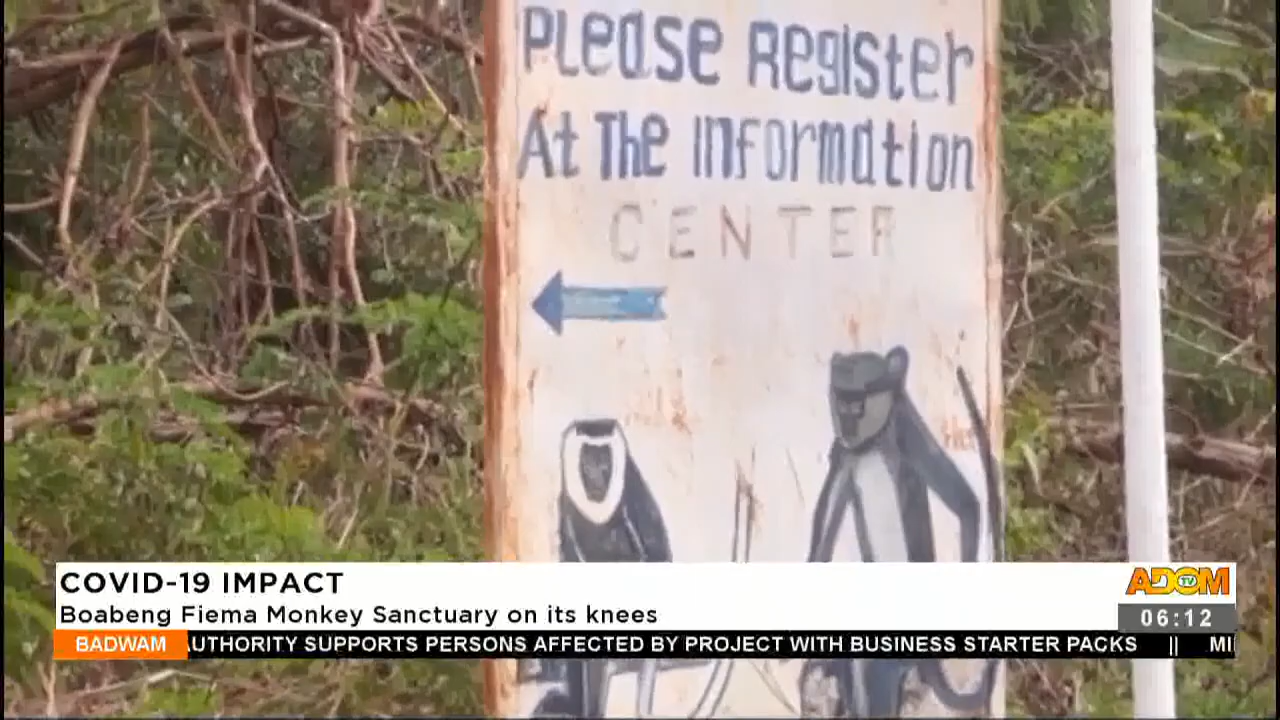 Please Register
At The Information
CENTER
COVID-19 IMPACT
Boabeng Fiema Monkey Sanctuary on its knees
ADOM TV
06:12
BADWAM
AUTHORITY SUPPORTS PERSONS AFFECTED BY PROJECT WITH BUSINESS STARTER PACKS || MI